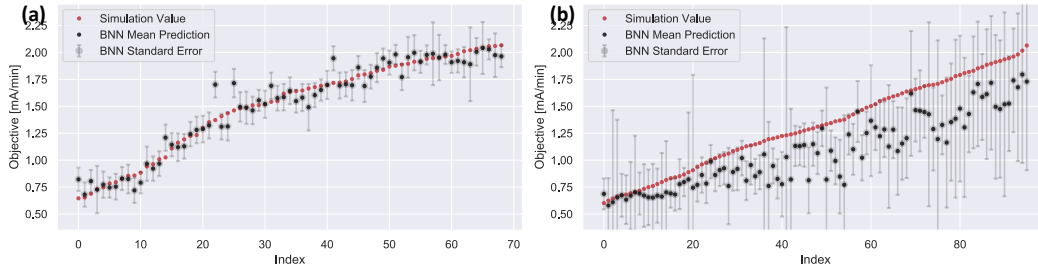 (a)
Simulation Value
BNN Mean Prediction
BNN Standard Error
Objective [mA/min]
2.25
2.00
1.75
1.50
1.25
1.00
0.75
0.50
0
10
20
30
40
50
60
70
Index
(b)
Simulation Value
BNN Mean Prediction
BNN Standard Error
Objective [mA/min]
2.25
2.00
1.75
1.50
1.25
1.00
0.75
0.50
0
20
40
60
80
Index